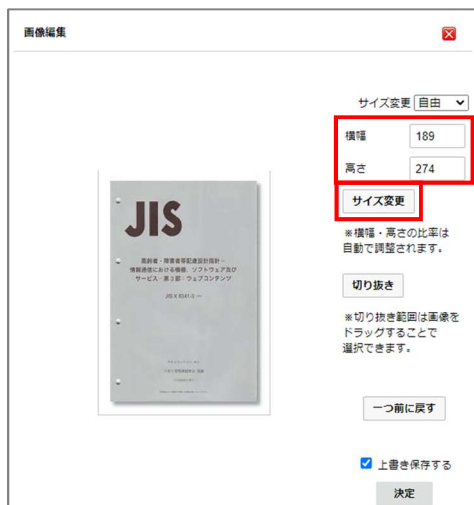 画像編集
サイズ変更 自由
横幅 189
高さ 274
サイズ変更
※横幅・高さの比率は
自動で調整されます。
切り抜き
※切り抜き範囲は画像を
ドラッグすることで
選択できます。
一つ前に戻す
上書き保存する
決定
JIS
高齢者・障害者等配慮設計指針－
情報通信における機器，ソフトウェア及び
サービス－第3部：ウェブコンテンツ
JIS X 8341-3